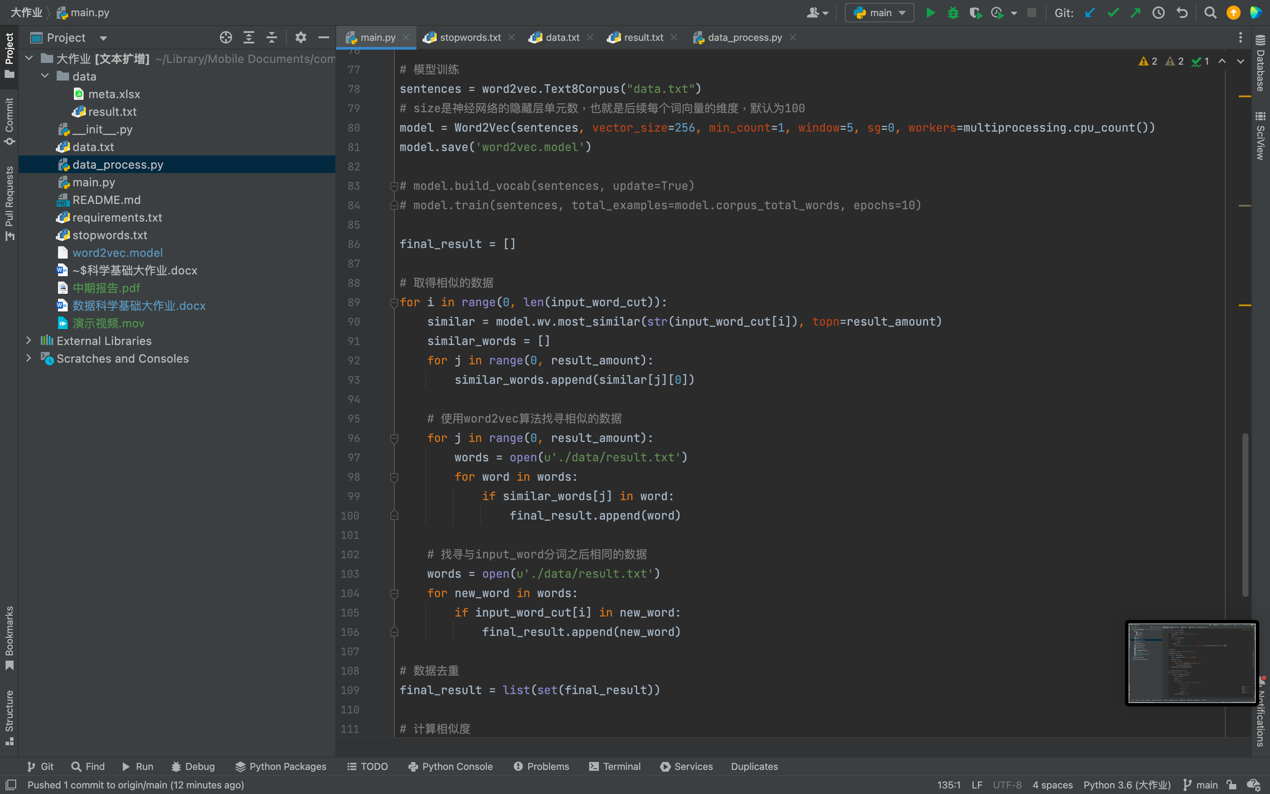 大作业 main.py
main
Git:
Project
main.py
stopwords.txt
data.txt
result.txt
data_process.py
大作业 [文本扩增] ~/Library/Mobile Documents/com
data
meta.xlsx
result.txt
__init__.py
data.txt
data_process.py
main.py
README.md
requirements.txt
stopwords.txt
word2vec.model
~$科学基础大作业.docx
中期报告.pdf
数据科学基础大作业.docx
演示视频.mov
External Libraries
Scratches and Consoles
Project
Commit
Pull Requests
Bookmarks
Structure
2 2 1
76
77 # 模型训练
78 sentences = word2vec.Text8Corpus("data.txt")
79 # size是神经网络的隐藏层单元数，也就是后续每个词向量的维度，默认为100
80 model = Word2Vec(sentences, vector_size=256, min_count=1, window=5, sg=0, workers=multiprocessing.cpu_count())
81 model.save('word2vec.model')
82
83 # model.build_vocab(sentences, update=True)
84 # model.train(sentences, total_examples=model.corpus_total_words, epochs=10)
85
86 final_result = []
87
88 # 取得相似的数据
89 for i in range(0, len(input_word_cut)):
90 similar = model.wv.most_similar(str(input_word_cut[i]), topn=result_amount)
91 similar_words = []
92 for j in range(0, result_amount):
93 similar_words.append(similar[j][0])
94
95 # 使用word2vec算法找寻相似的数据
96 for j in range(0, result_amount):
97 words = open(u'./data/result.txt')
98 for word in words:
99 if similar_words[j] in word:
100 final_result.append(word)
101
102 # 找寻与input_word分词之后相同的数据
103 words = open(u'./data/result.txt')
104 for new_word in words:
105 if input_word_cut[i] in new_word:
106 final_result.append(new_word)
107
108 # 数据去重
109 final_result = list(set(final_result))
110
111 # 计算相似度
Database
SciView
Notifications
Git Find Run Debug Python Packages TODO Python Console Problems Terminal Services Duplicates
Pushed 1 commit to origin/main (12 minutes ago)
135:1 LF UTF-8 4 spaces Python 3.6 (大作业) main